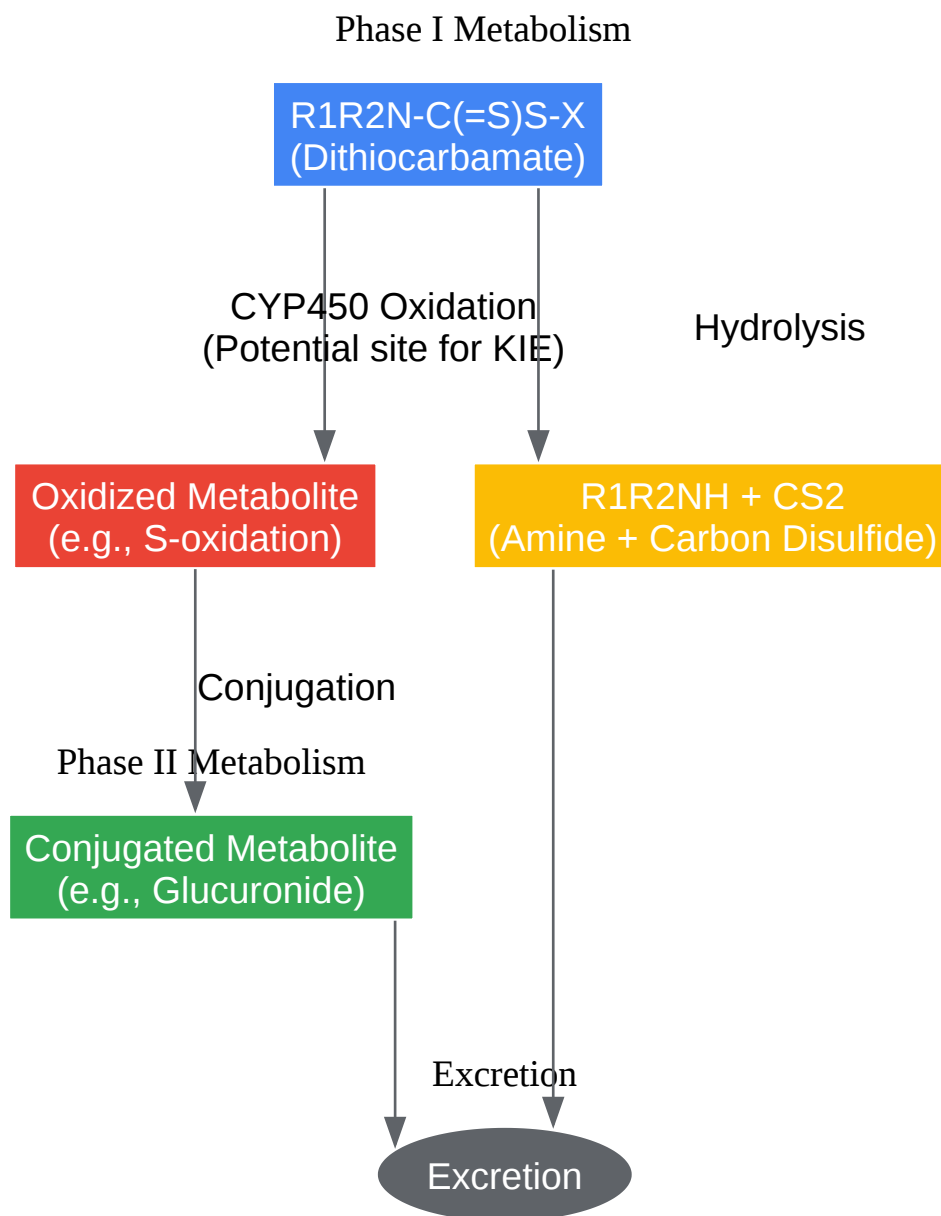 Phase I Metabolism
R1R2N-C(=S)S-X
(Dithiocarbamate)
CYP450 Oxidation
(Potential site for KIE)
Hydrolysis
Oxidized Metabolite
(e.g., S-oxidation)
R1R2NH + CS2
(Amine + Carbon Disulfide)
Conjugation
Phase II Metabolism
Conjugated Metabolite
(e.g., Glucuronide)
Excretion
Excretion